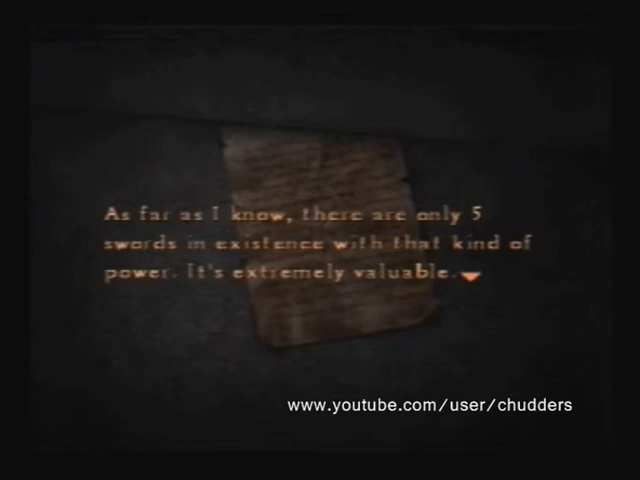 As far as I know, there are only 5
swords in existence with that kind of
power. It's extremely valuable.
www.youtube.com/user/chudders